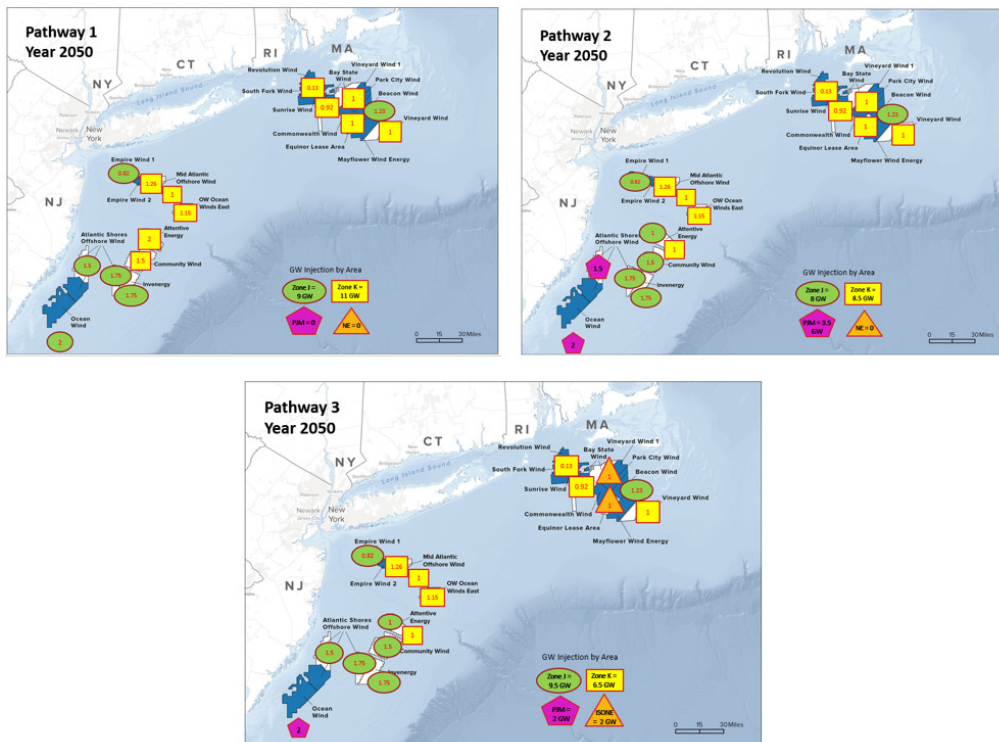 Pathway 1
Year 2050
NY
CT
RI
MA
NJ
Long Island Sound
Newark
New
York
Revolution Wind
Bay State
Wind
Vineyard Wind 1
Park City Wind
South Fork Wind
0.13
1
Beacon Wind
Sunrise Wind
0.92
1.23
Vineyard Wind
Commonwealth Wind
1
1
Equinor Lease Area
Mayflower Wind Energy
Empire Wind 1
0.82
1.26
Mid Atlantic
Offshore Wind
Empire Wind 2
1
1.15
OW Ocean
Winds East
Attentive
Energy
2
Atlantic Shores
Offshore Wind
1.5
Community Wind
1.5
1.75
Invenergy
1.75
Ocean
Wind
2
GW Injection by Area
Zone J =
9 GW
Zone K =
11 GW
PJM = 0
NE = 0
0 15 30 Miles
Pathway 2
Year 2050
NY
CT
RI
MA
NJ
Long Island Sound
Newark
New
York
Revolution Wind
Bay State
Wind
Vineyard Wind 1
Park City Wind
South Fork Wind
0.13
1
Beacon Wind
Sunrise Wind
0.92
1.23
Vineyard Wind
Commonwealth Wind
1
1
Equinor Lease Area
Mayflower Wind Energy
Empire Wind 1
0.82
1.26
Mid Atlantic
Offshore Wind
Empire Wind 2
1
1.15
OW Ocean
Winds East
Attentive
Energy
1
1
Atlantic Shores
Offshore Wind
1.5
Community Wind
1.5
1.75
Invenergy
1.75
Ocean
Wind
2
GW Injection by Area
Zone J =
8 GW
Zone K =
8.5 GW
PJM = 3.5
GW
NE = 0
0 15 30 Miles
Pathway 3
Year 2050
NY
CT
RI
MA
NJ
Long Island Sound
Newark
New
York
Revolution Wind
Bay State
Wind
Vineyard Wind 1
Park City Wind
South Fork Wind
0.13
1
Beacon Wind
Sunrise Wind
0.92
1.23
Vineyard Wind
Commonwealth Wind
1
1
Equinor Lease Area
Mayflower Wind Energy
Empire Wind 1
0.82
1.26
Mid Atlantic
Offshore Wind
Empire Wind 2
1
1.15
OW Ocean
Winds East
Attentive
Energy
1
1
Atlantic Shores
Offshore Wind
1.5
1.5
Community Wind
1.75
Invenergy
1.75
Ocean
Wind
2
GW Injection by Area
Zone J =
9.5 GW
Zone K =
6.5 GW
PJM =
2 GW
ISONE
= 2 GW
0 15 30 Miles